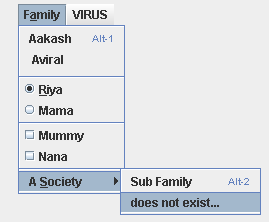 Family VIRUS
Aakash Alt-1
Aviral
Riya
Mama
Mummy
Nana
A Society Sub Family Alt-2
does not exist...